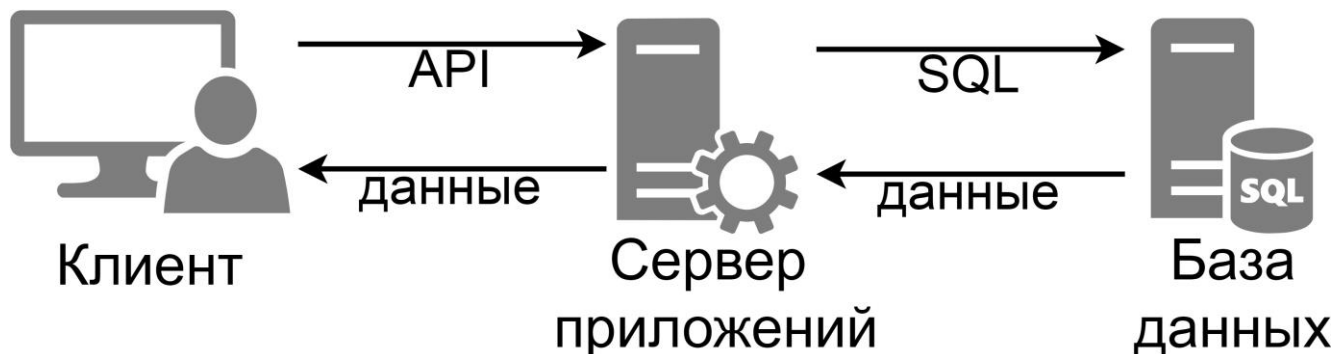 API
SQL
данные
данные
SQL
Клиент
Сервер
приложений
База
данных